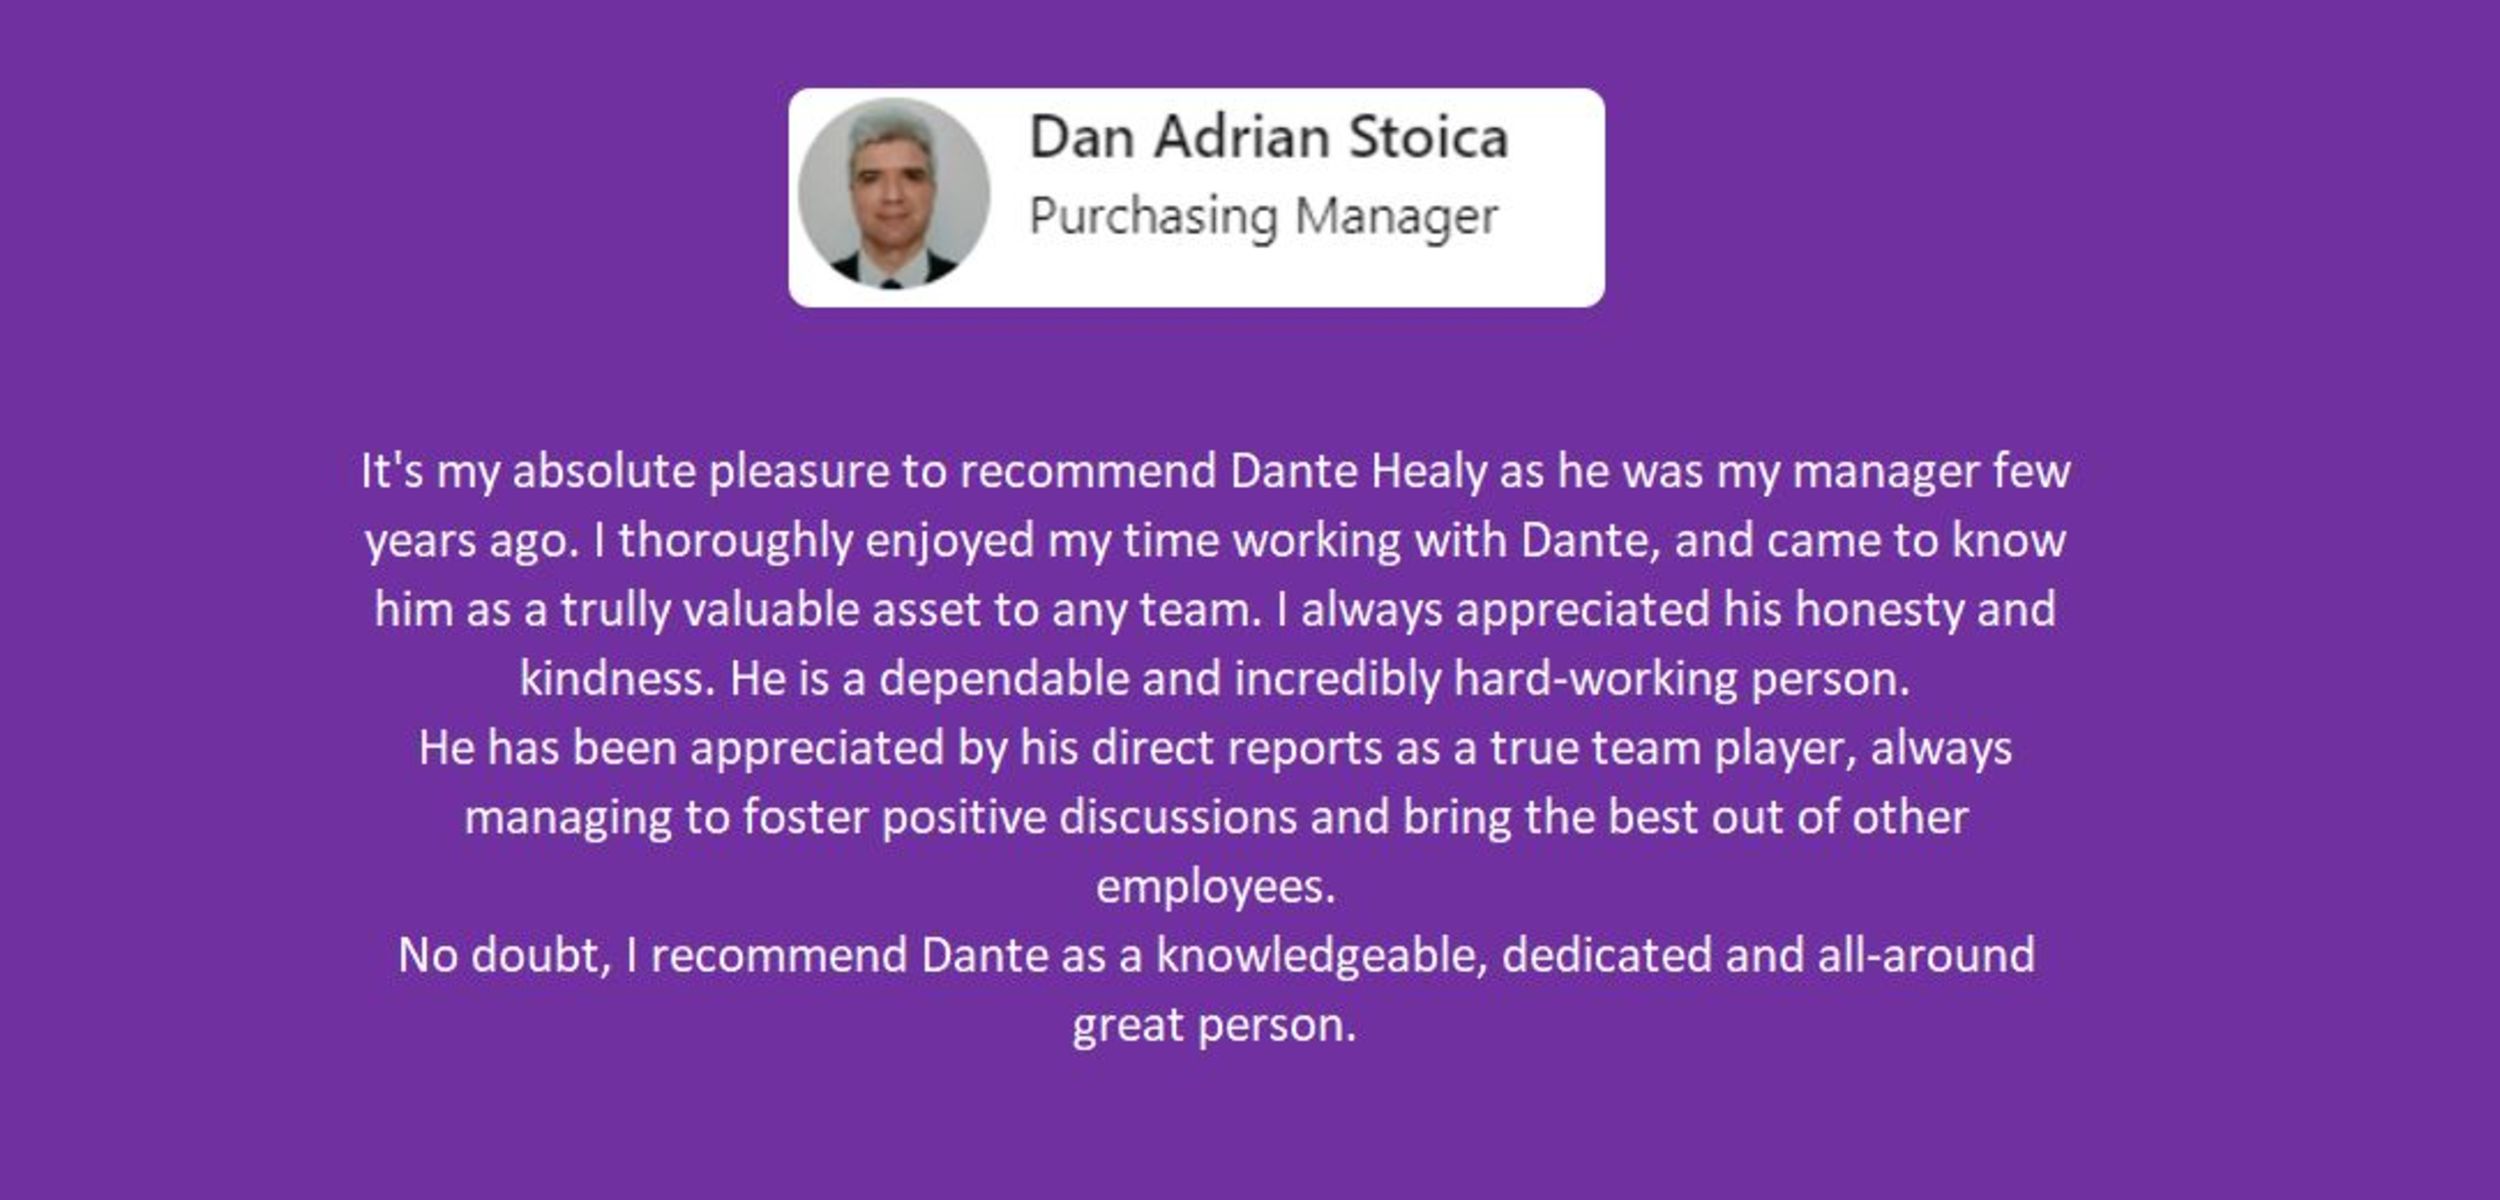 Dan Adrian Stoica
Purchasing Manager
It's my absolute pleasure to recommend Dante Healy as he was my manager few
years ago. I thoroughly enjoyed my time working with Dante, and came to know
him as a trully valuable asset to any team. I always appreciated his honesty and
kindness. He is a dependable and incredibly hard-working person.
He has been appreciated by his direct reports as a true team player, always
managing to foster positive discussions and bring the best out of other
employees.
No doubt, I recommend Dante as a knowledgeable, dedicated and all-around
great person.